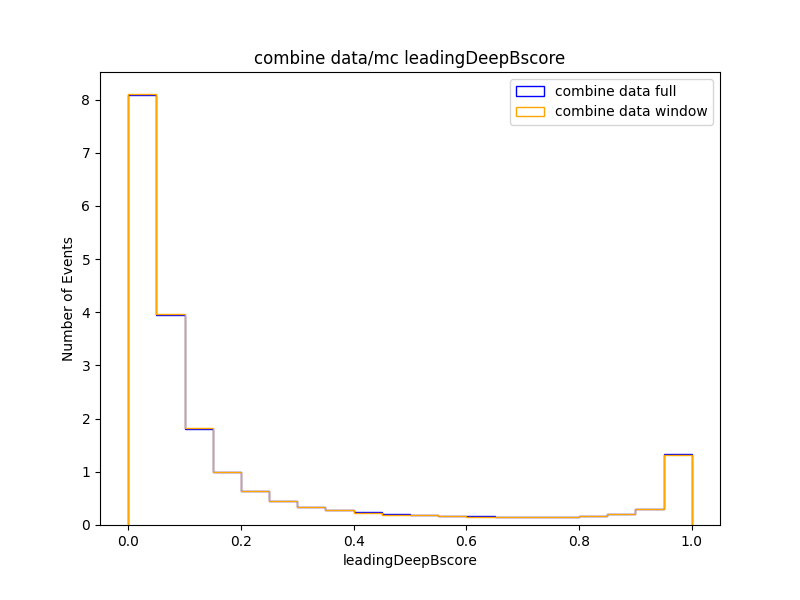 combine data/mc leadingDeepBscore
combine data full
combine data window
Number of Events
8
7
6
5
4
3
2
1
0
0.0 0.2 0.4 0.6 0.8 1.0
leadingDeepBscore